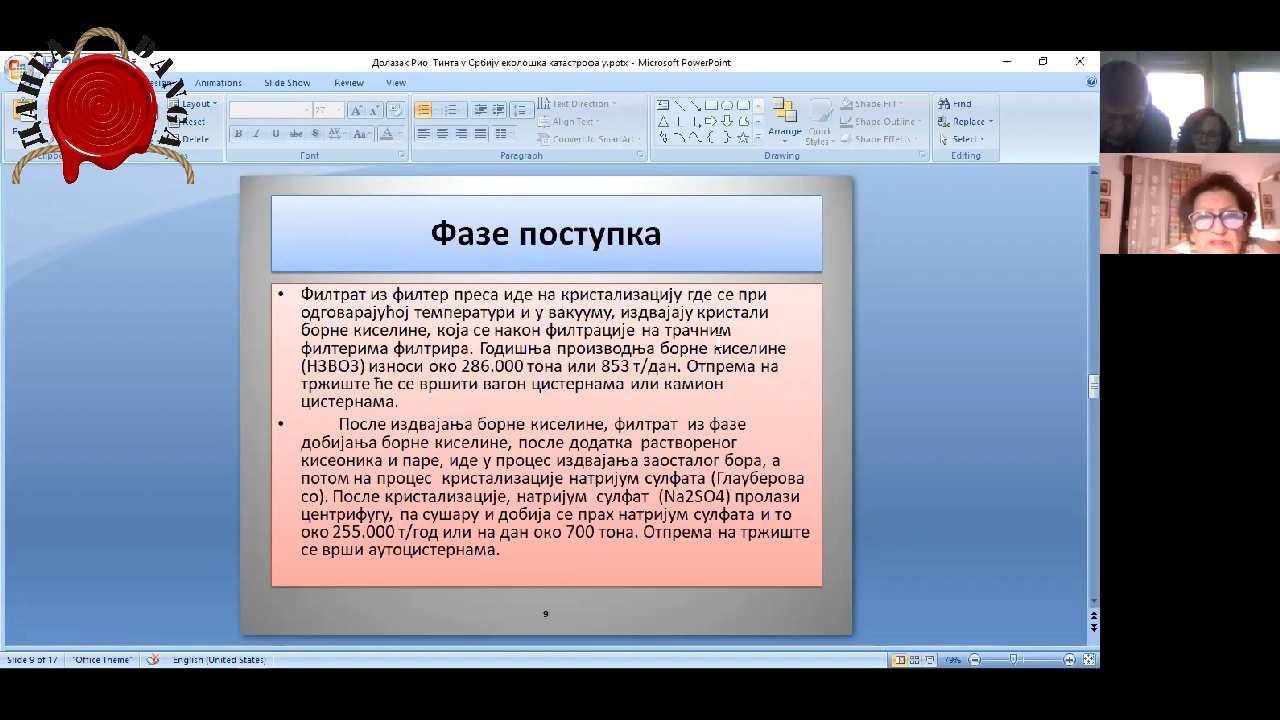 НАША ЂАНГА
Долазак Рио Тинта у Србију еколошка катастрофа у.pptx - Microsoft PowerPoint
Animations Slide Show Review View
Layout
Reset
Delete
27
Font
Text Direction
Align Text
Convert to SmartArt
Paragraph
Arrange
Quick Styles
Shape Fill
Shape Outline
Shape Effects
Drawing
Find
Replace
Select
Editing
Фазе поступка
• Филтрат из филтер преса иде на кристализацију где се при
одговарајућој температури и у вакууму, издвајају кристали
борне киселине, која се након филтрације на трачним
филтерима филтрира. Годишња производња борне киселине
(Н3ВО3) износи око 286.000 тона или 853 т/дан. Отпрема на
тржиште ће се вршити вагон цистернама или камион
цистернама.
• После издвајања борне киселине, филтрат из фазе
добијања борне киселине, после додатка раствореног
кисеоника и паре, иде у процес издвајања заосталог бора, а
потом на процес кристализације натријум сулфата (Глауберова
со). После кристализације, натријум сулфат (Na2SO4) пролази
центрифугу, па сушару и добија се прах натријум сулфата и то
око 255.000 т/год или на дан око 700 тона. Отпрема на тржиште
се врши аутоцистернама.
9
Slide 9 of 17 "Office Theme" English (United States) 79%